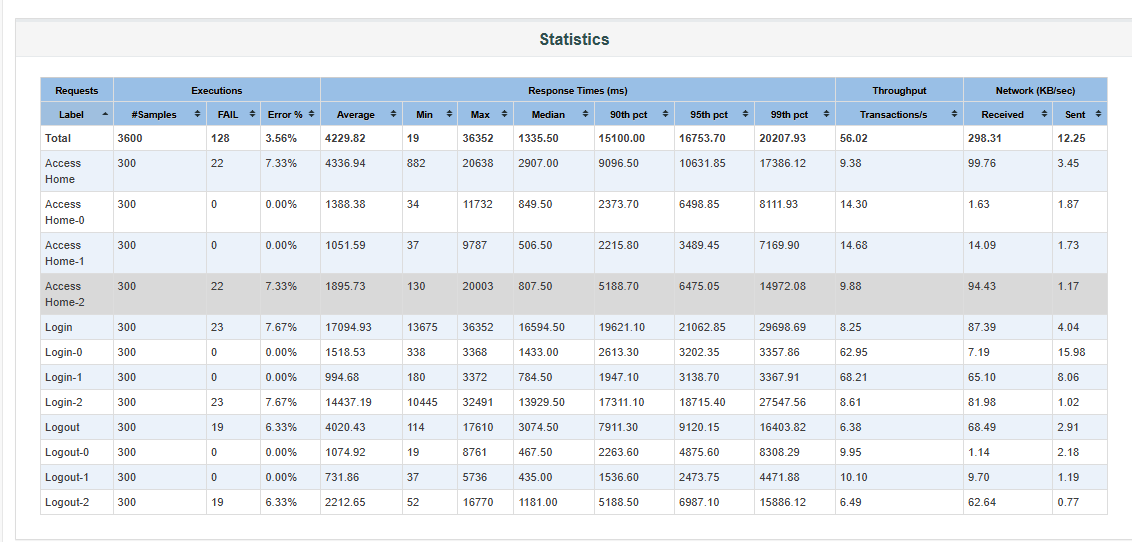 Statistics
Requests Executions Response Times (ms) Throughput Network (KB/sec)
Label #Samples FAIL Error % Average Min Max Median 90th pct 95th pct 99th pct Transactions/s Received Sent
Total 3600 128 3.56% 4229.82 19 36352 1335.50 15100.00 16753.70 20207.93 56.02 298.31 12.25
Access 300 22 7.33% 4336.94 882 20638 2907.00 9096.50 10631.85 17386.12 9.38 99.76 3.45
Home
Access 300 0 0.00% 1388.38 34 11732 849.50 2373.70 6498.85 8111.93 14.30 1.63 1.87
Home-0
Access 300 0 0.00% 1051.59 37 9787 506.50 2215.80 3489.45 7169.90 14.68 14.09 1.73
Home-1
Access 300 22 7.33% 1895.73 130 20003 807.50 5188.70 6475.05 14972.08 9.88 94.43 1.17
Home-2
Login 300 23 7.67% 17094.93 13675 36352 16594.50 19621.10 21062.85 29698.69 8.25 87.39 4.04
Login-0 300 0 0.00% 1518.53 338 3368 1433.00 2613.30 3202.35 3357.86 62.95 7.19 15.98
Login-1 300 0 0.00% 994.68 180 3372 784.50 1947.10 3138.70 3367.91 68.21 65.10 8.06
Login-2 300 23 7.67% 14437.19 10445 32491 13929.50 17311.10 18715.40 27547.56 8.61 81.98 1.02
Logout 300 19 6.33% 4020.43 114 17610 3074.50 7911.30 9120.15 16403.82 6.38 68.49 2.91
Logout-0 300 0 0.00% 1074.92 19 8761 467.50 2263.60 4875.60 8308.29 9.95 1.14 2.18
Logout-1 300 0 0.00% 731.86 37 5736 435.00 1536.60 2473.75 4471.88 10.10 9.70 1.19
Logout-2 300 19 6.33% 2212.65 52 16770 1181.00 5188.50 6987.10 15886.12 6.49 62.64 0.77